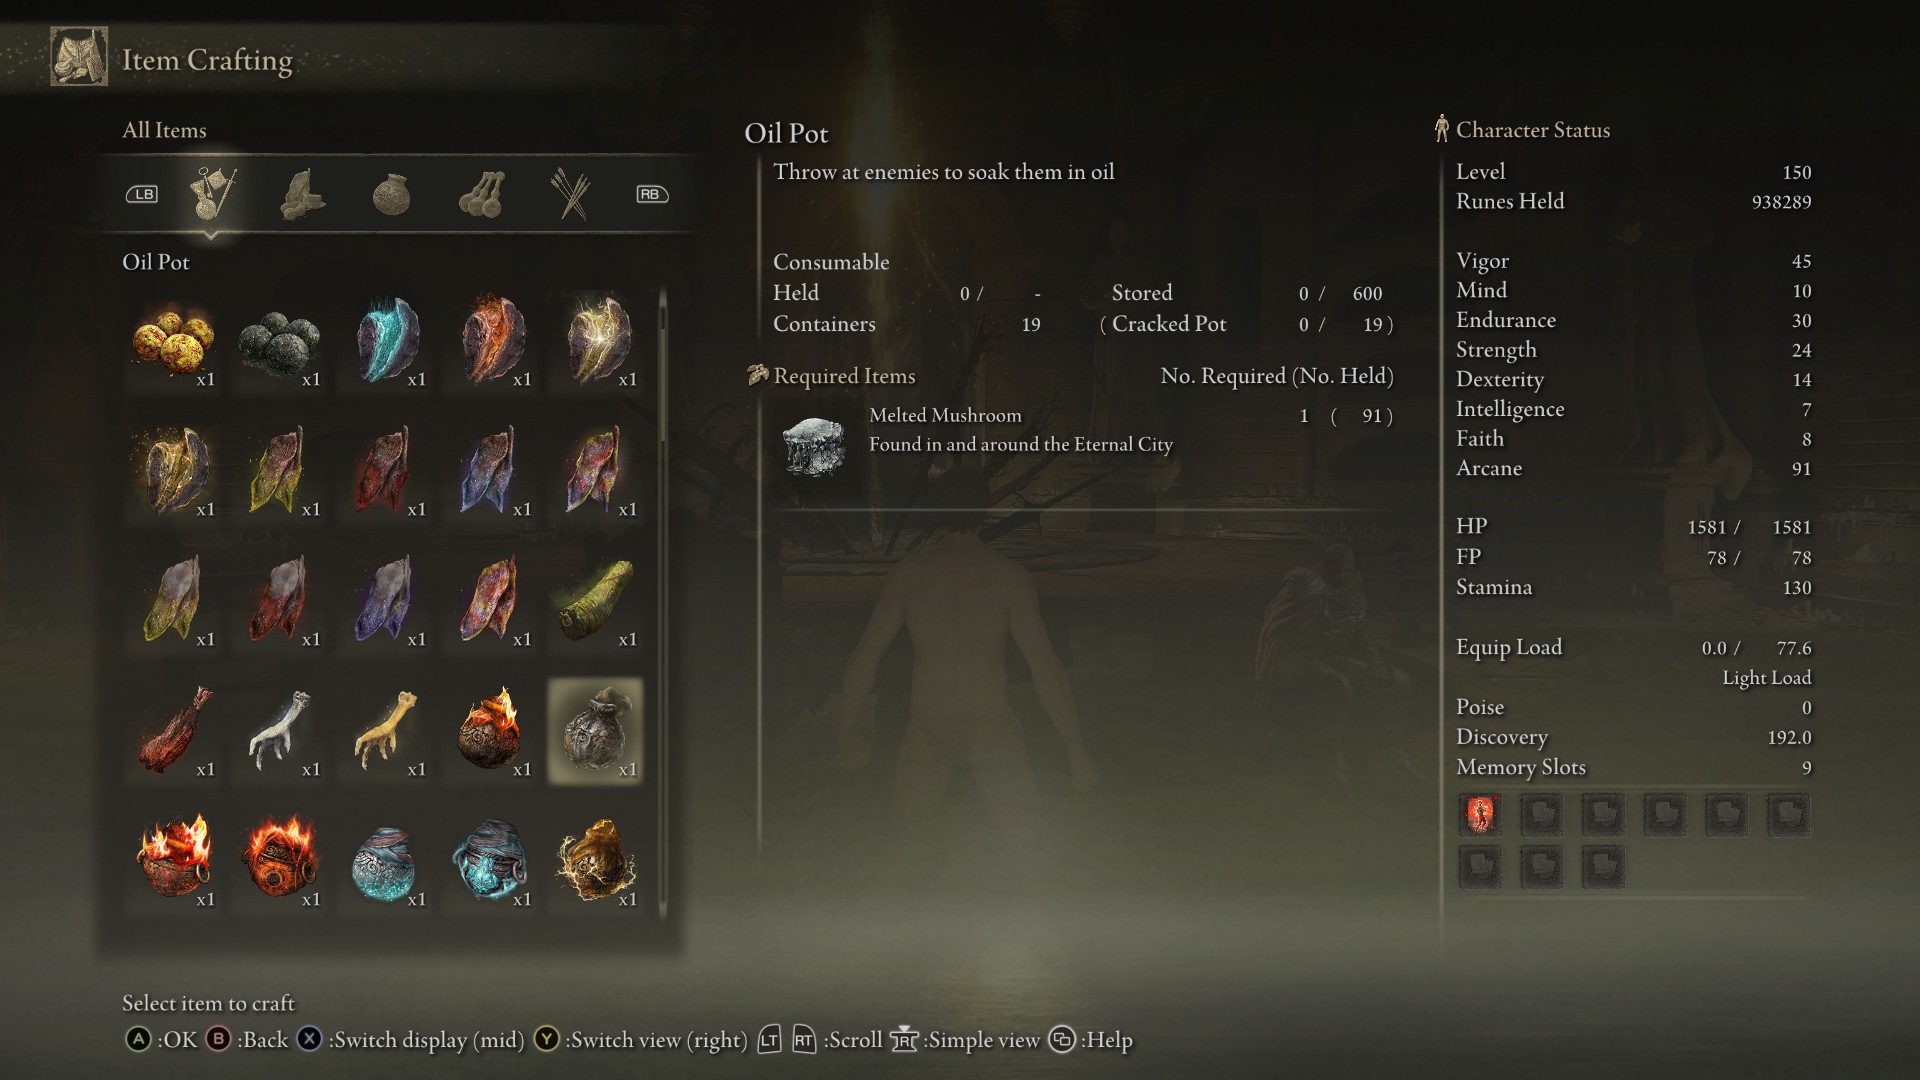 Item Crafting
All Items
LB RB
Oil Pot
x1 x1 x1 x1 x1
x1 x1 x1 x1 x1
x1 x1 x1 x1 x1
x1 x1 x1 x1 x1
x1 x1 x1 x1 x1
Oil Pot
Throw at enemies to soak them in oil
Consumable
Held 0 / - Stored 0 / 600
Containers 19 ( Cracked Pot 0 / 19 )
Required Items No. Required (No. Held)
Melted Mushroom 1 ( 91 )
Found in and around the Eternal City
Character Status
Level 150
Runes Held 938289
Vigor 45
Mind 10
Endurance 30
Strength 24
Dexterity 14
Intelligence 7
Faith 8
Arcane 91
HP 1581 / 1581
FP 78 / 78
Stamina 130
Equip Load 0.0 / 77.6
Light Load
Poise 0
Discovery 192.0
Memory Slots 9
Select item to craft
A :OK B :Back X :Switch display (mid) Y :Switch view (right) LT RT :Scroll R :Simple view :Help